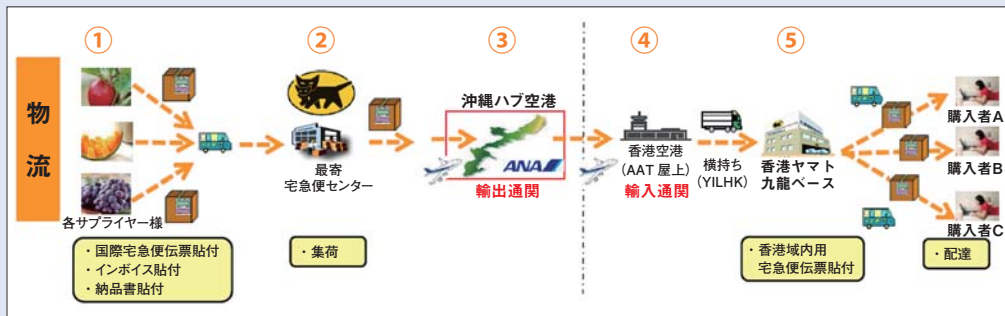 物流
①
②
③
④
⑤
各サプライヤー様
・国際宅急便伝票貼付
・インボイス貼付
・納品書貼付
最寄
宅急便センター
・集荷
沖縄ハブ空港
ANA
輸出通関
香港空港
(AAT 屋上)
輸入通関
横持ち
(YILHK)
香港ヤマト
九龍ベース
・香港域内用
宅急便伝票貼付
購入者A
購入者B
購入者C
・配達